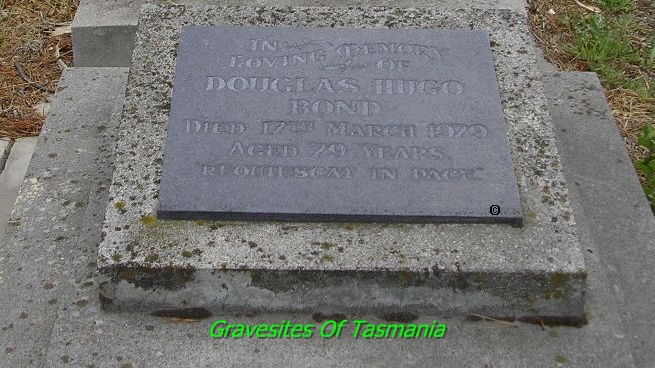 IN LOVING MEMORY
OF
DOUGLAS HUGO
BOND
DIED 17TH MARCH 1979
AGED 79 YEARS.
"REQUIESCAT IN PACE"
©
Gravesites Of Tasmania